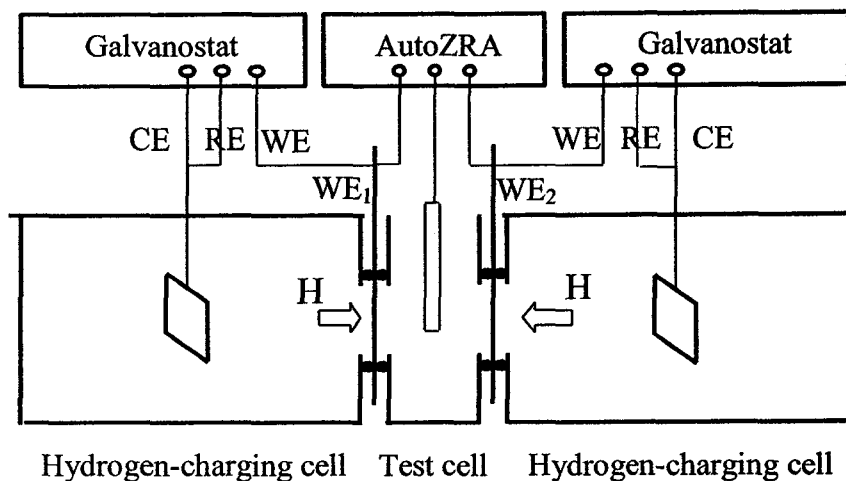 Galvanostat AutoZRA Galvanostat
CE RE WE WE RE CE
WE₁ WE₂
H H
Hydrogen-charging cell Test cell Hydrogen-charging cell